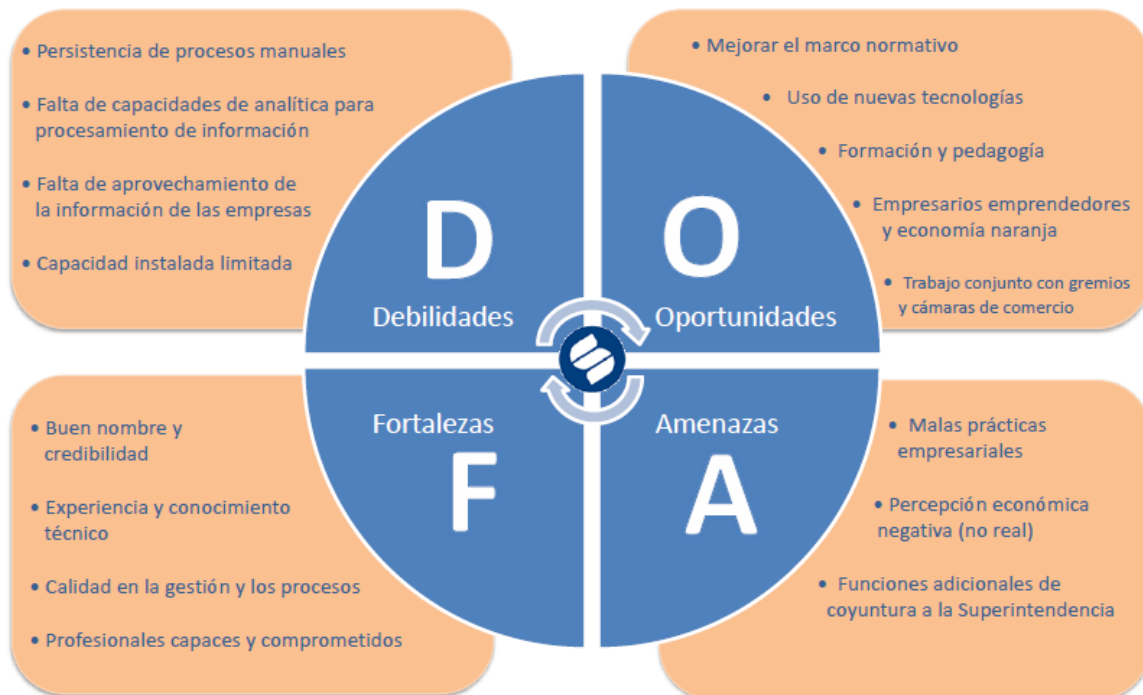 • Persistencia de procesos manuales
• Falta de capacidades de analítica para
procesamiento de información
• Falta de aprovechamiento de
la información de las empresas
• Capacidad instalada limitada
D
Debilidades
• Mejorar el marco normativo
• Uso de nuevas tecnologías
• Formación y pedagogía
• Empresarios emprendedores
y economía naranja
• Trabajo conjunto con gremios
y cámaras de comercio
O
Oportunidades
• Buen nombre y
credibilidad
• Experiencia y conocimiento
técnico
• Calidad en la gestión y los procesos
• Profesionales capaces y comprometidos
Fortalezas
F
Amenazas
A
• Malas prácticas
empresariales
• Percepción económica
negativa (no real)
• Funciones adicionales de
coyuntura a la Superintendencia